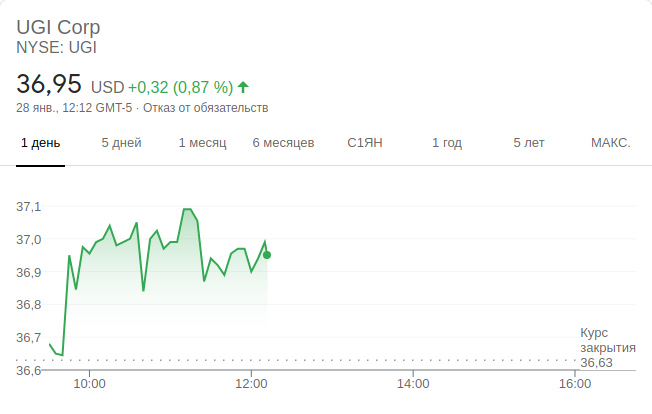 UGI Corp
NYSE: UGI
36,95 USD +0,32 (0,87 %)
28 янв., 12:12 GMT-5 · Отказ от обязательств
1 день 5 дней 1 месяц 6 месяцев С1ЯН 1 год 5 лет МАКС.
37,1
37,0
36,9
36,8
36,7
36,6
Курс
закрытия
36,63
10:00 12:00 14:00 16:00